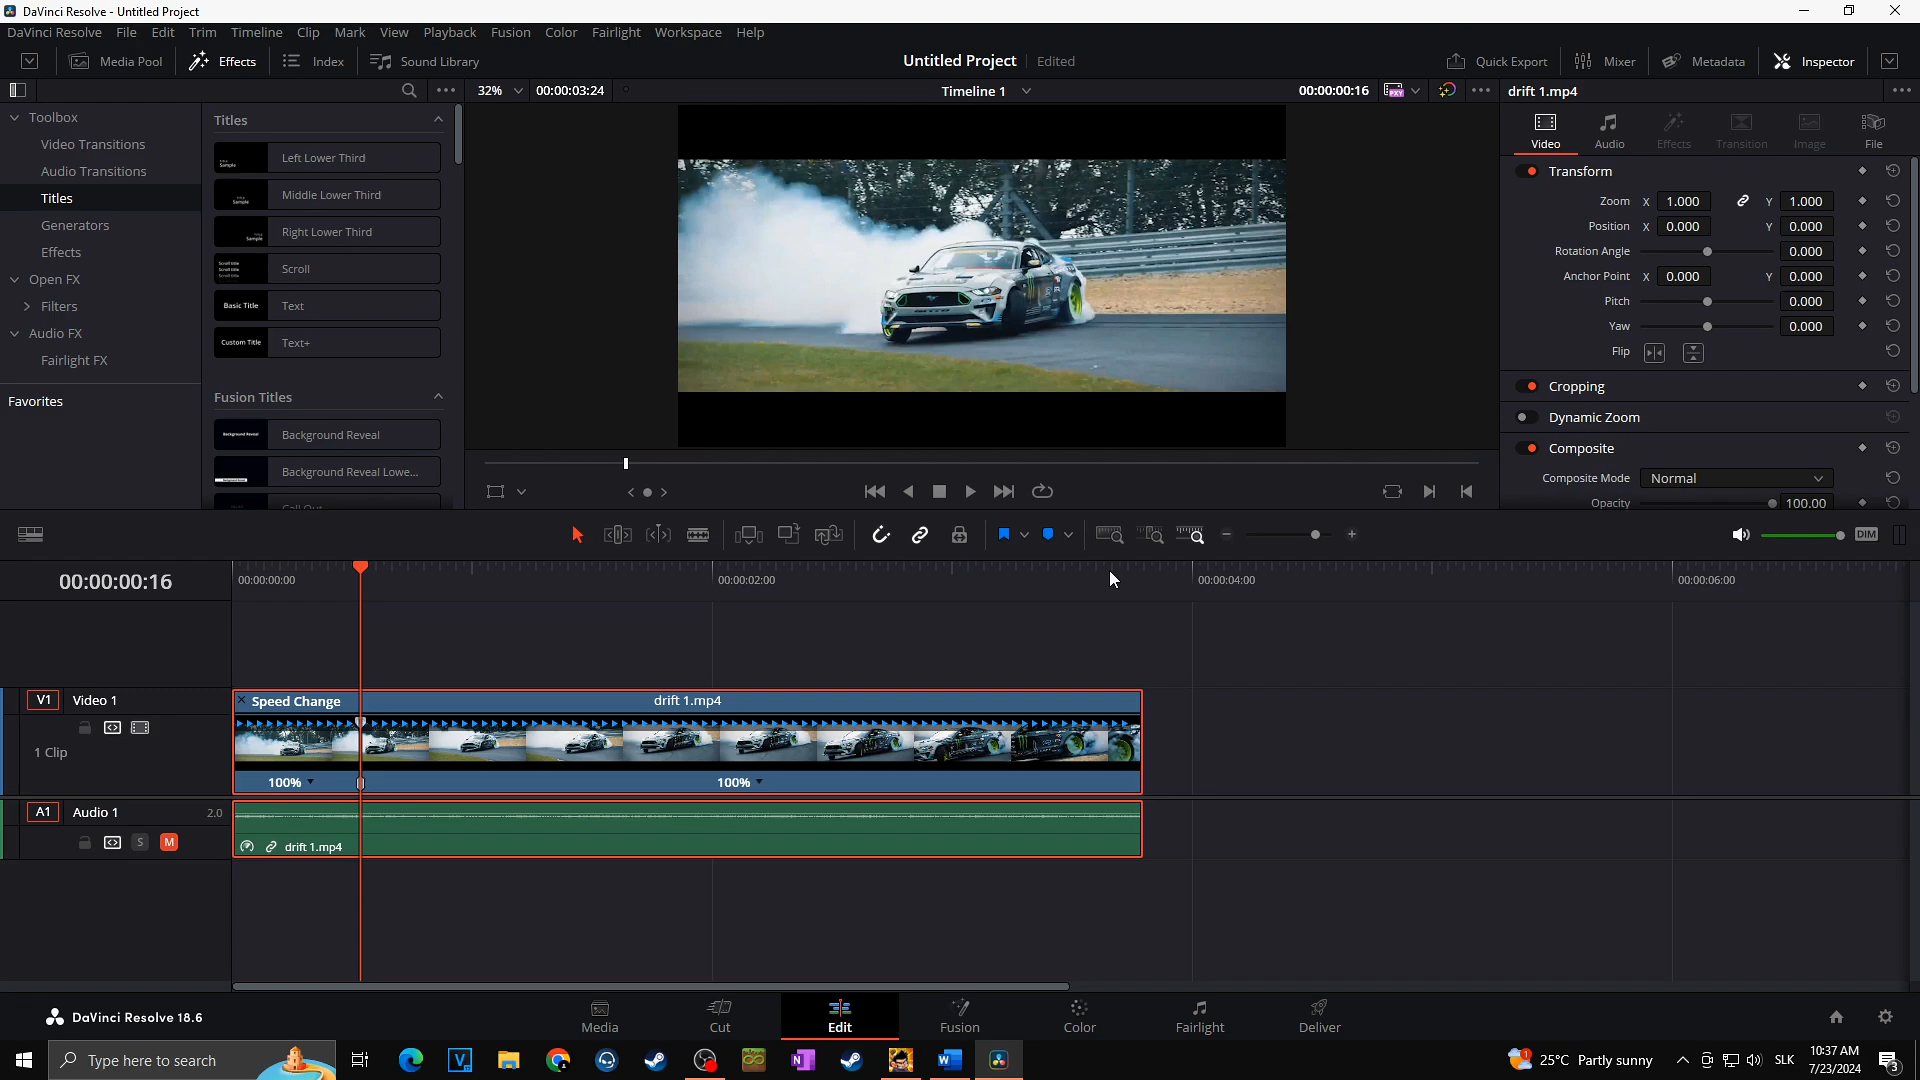 DaVinci Resolve - Untitled Project
DaVinci Resolve File Edit Trim Timeline Clip Mark View Playback Fusion Color Fairlight Workspace Help
Media Pool Effects Index Sound Library Untitled Project Edited Quick Export Mixer Metadata Inspector
32% 00:00:03:24 Timeline 1 00:00:00:16 PXY drift 1.mp4
Toolbox
Video Transitions
Audio Transitions
Titles
Generators
Effects
Open FX
Filters
Audio FX
Fairlight FX
Favorites
Titles
Left Lower Third
Middle Lower Third
Right Lower Third
Scroll
Basic Title Text
Custom Title Text+
Fusion Titles
Background Reveal Background Reveal
Background Reveal Lowe...
Video Audio Effects Transition Image File
Transform
Zoom X 1.000 Y 1.000
Position X 0.000 Y 0.000
Rotation Angle 0.000
Anchor Point X 0.000 Y 0.000
Pitch 0.000
Yaw 0.000
Flip
Cropping
Dynamic Zoom
Composite
Composite Mode Normal
Opacity 100.00
DIM
00:00:00:16 00:00:00:00 00:00:02:00 00:00:04:00 00:00:06:00
V1 Video 1
1 Clip
Speed Change drift 1.mp4
100% 100%
A1 Audio 1 2.0
S M
drift 1.mp4
DaVinci Resolve 18.6
Media Cut Edit Fusion Color Fairlight Deliver
Type here to search
25°C Partly sunny SLK 10:37 AM
7/23/2024
3